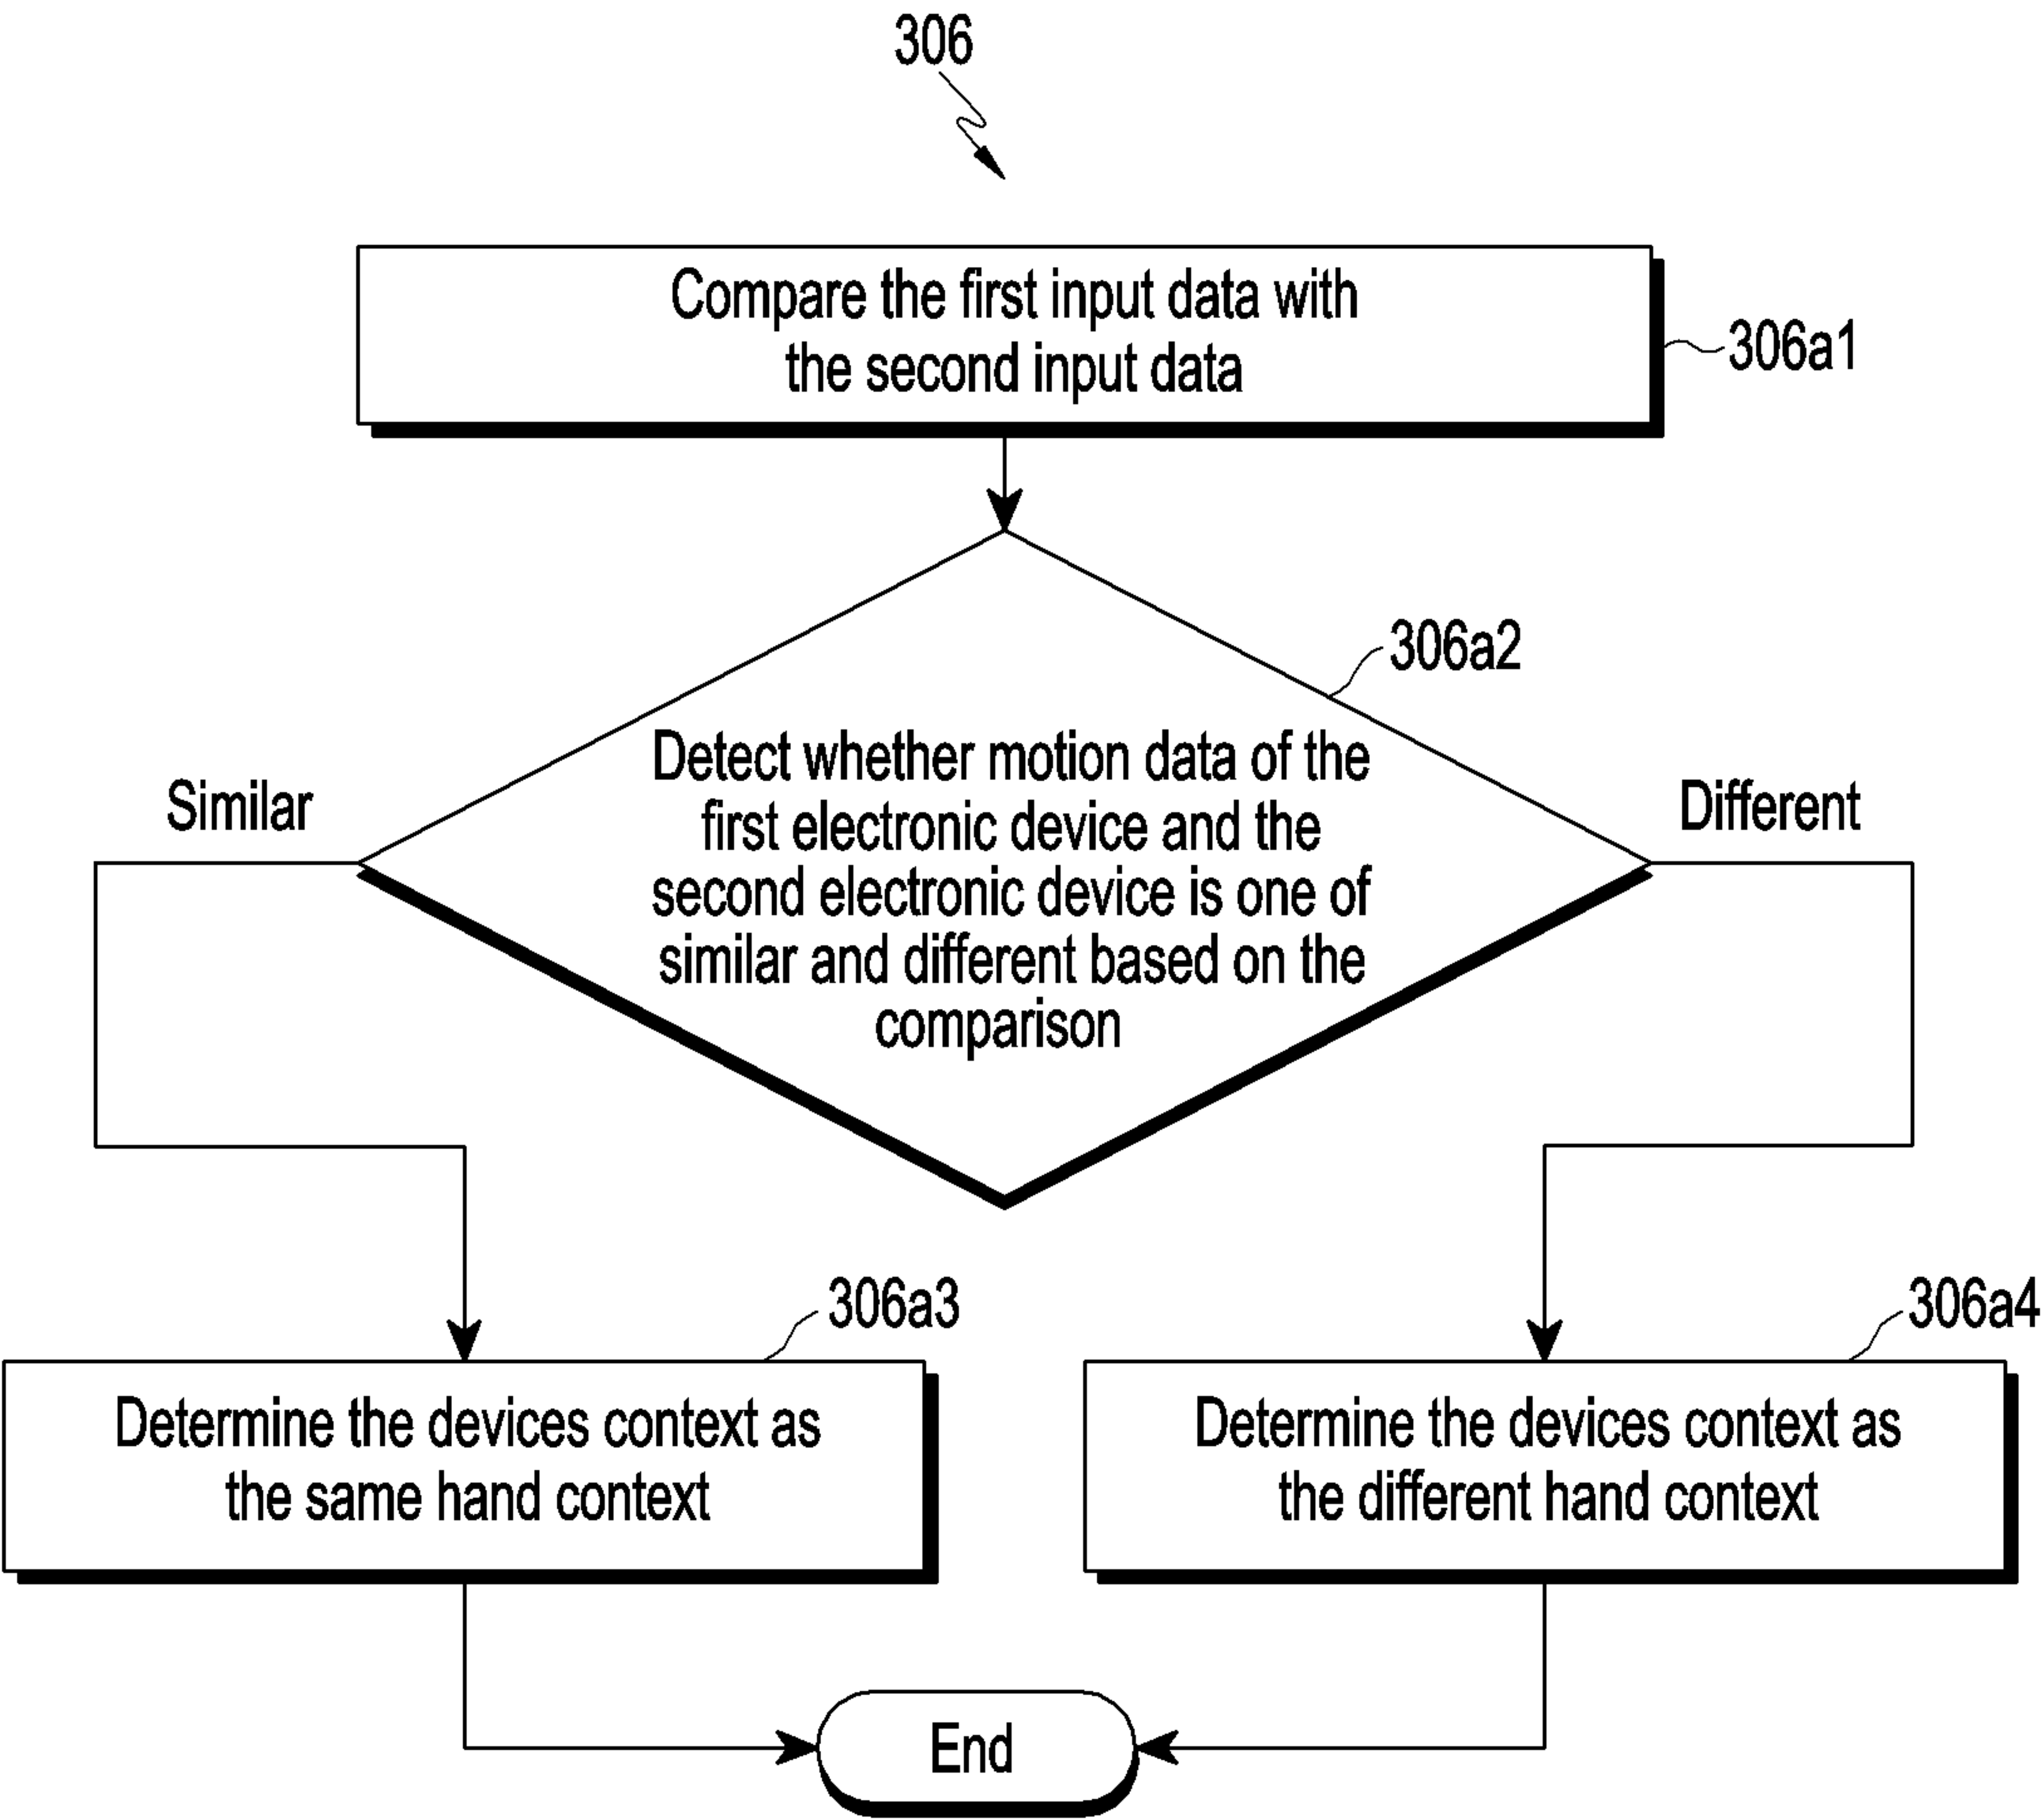 306
Compare the first input data with
the second input data
306a1
306a2
Detect whether motion data of the
first electronic device and the
second electronic device is one of
similar and different based on the
comparison
Similar
Different
306a3
Determine the devices context as
the same hand context
306a4
Determine the devices context as
the different hand context
End